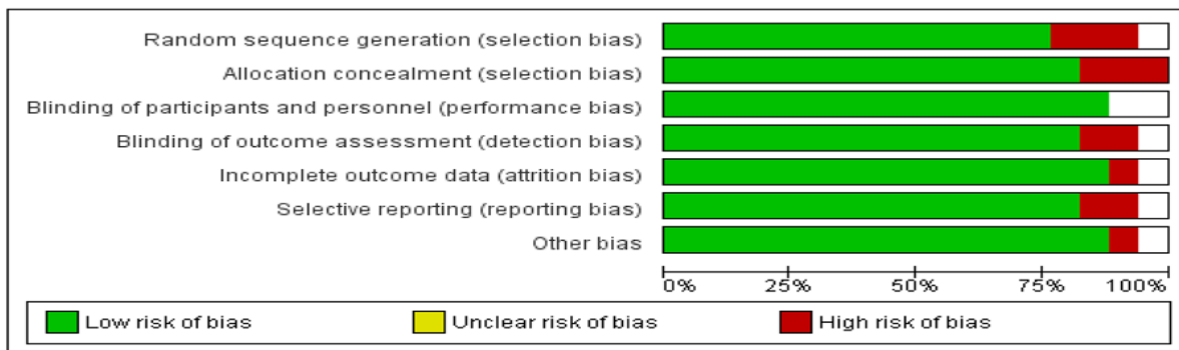 Random sequence generation (selection bias)
Allocation concealment (selection bias)
Blinding of participants and personnel (performance bias)
Blinding of outcome assessment (detection bias)
Incomplete outcome data (attrition bias)
Selective reporting (reporting bias)
Other bias
0% 25% 50% 75% 100%
Low risk of bias Unclear risk of bias High risk of bias